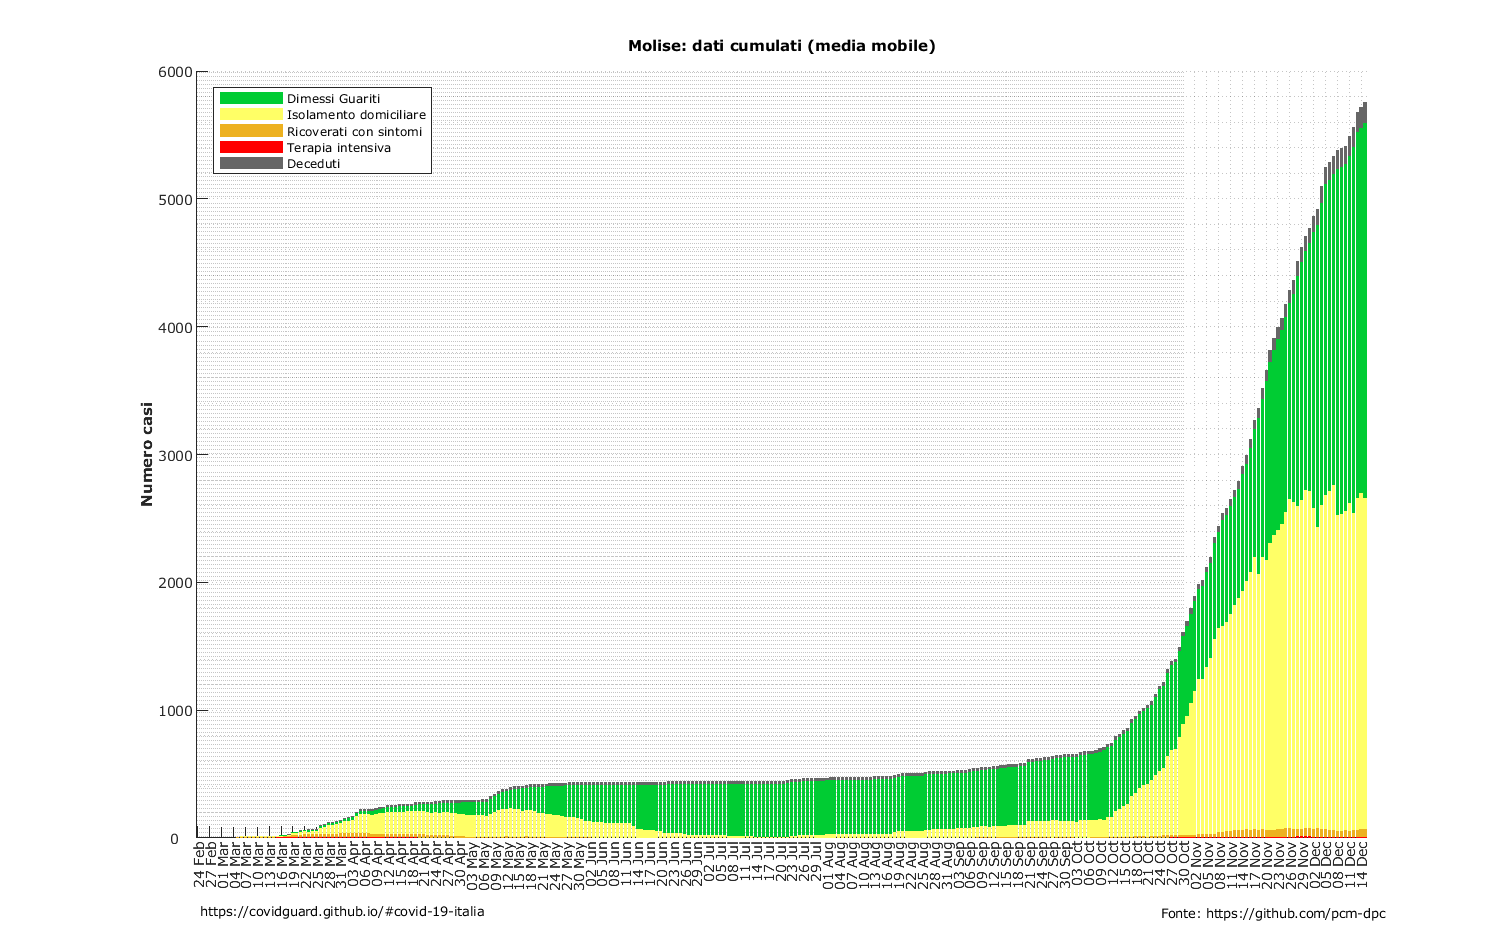 Molise: dati cumulati (media mobile)
6000
5000
4000
3000
2000
1000
0
Numero casi
Dimessi Guariti
Isolamento domiciliare
Ricoverati con sintomi
Terapia intensiva
Deceduti
24 Feb
27 Feb
01 Mar
04 Mar
07 Mar
10 Mar
13 Mar
16 Mar
19 Mar
22 Mar
25 Mar
28 Mar
31 Mar
03 Apr
06 Apr
09 Apr
12 Apr
15 Apr
18 Apr
21 Apr
24 Apr
27 Apr
30 Apr
03 May
06 May
09 May
12 May
15 May
18 May
21 May
24 May
27 May
30 May
02 Jun
05 Jun
08 Jun
11 Jun
14 Jun
17 Jun
20 Jun
23 Jun
26 Jun
29 Jun
02 Jul
05 Jul
08 Jul
11 Jul
14 Jul
17 Jul
20 Jul
23 Jul
26 Jul
29 Jul
01 Aug
04 Aug
07 Aug
10 Aug
13 Aug
16 Aug
19 Aug
22 Aug
25 Aug
28 Aug
31 Aug
03 Sep
06 Sep
09 Sep
12 Sep
15 Sep
18 Sep
21 Sep
24 Sep
27 Sep
30 Sep
03 Oct
06 Oct
09 Oct
12 Oct
15 Oct
18 Oct
21 Oct
24 Oct
27 Oct
30 Oct
02 Nov
05 Nov
08 Nov
11 Nov
14 Nov
17 Nov
20 Nov
23 Nov
26 Nov
29 Nov
02 Dec
05 Dec
08 Dec
11 Dec
14 Dec
https://covidguard.github.io/#covid-19-italia
Fonte: https://github.com/pcm-dpc